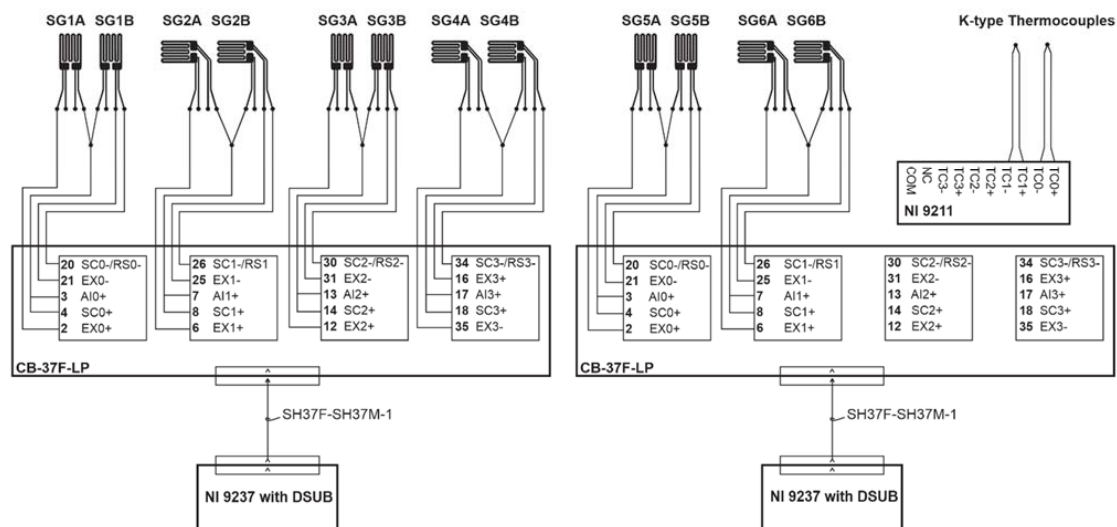 SG1A SG1B SG2A SG2B SG3A SG3B SG4A SG4B SG5A SG5B SG6A SG6B K-type Thermocouples
COM
NC
TC3-
TC3+
TC2-
TC2+
TC1-
TC1+
TC0-
TC0+
NI 9211
20 SC0-/RS0-
21 EX0-
3 AI0+
4 SC0+
2 EX0+
26 SC1-/RS1
25 EX1-
7 AI1+
8 SC1+
6 EX1+
30 SC2-/RS2-
31 EX2-
13 AI2+
14 SC2+
12 EX2+
34 SC3-/RS3-
16 EX3+
17 AI3+
18 SC3+
35 EX3-
CB-37F-LP
SH37F-SH37M-1
NI 9237 with DSUB
20 SC0-/RS0-
21 EX0-
3 AI0+
4 SC0+
2 EX0+
26 SC1-/RS1
25 EX1-
7 AI1+
8 SC1+
6 EX1+
30 SC2-/RS2-
31 EX2-
13 AI2+
14 SC2+
12 EX2+
34 SC3-/RS3-
16 EX3+
17 AI3+
18 SC3+
35 EX3-
CB-37F-LP
SH37F-SH37M-1
NI 9237 with DSUB